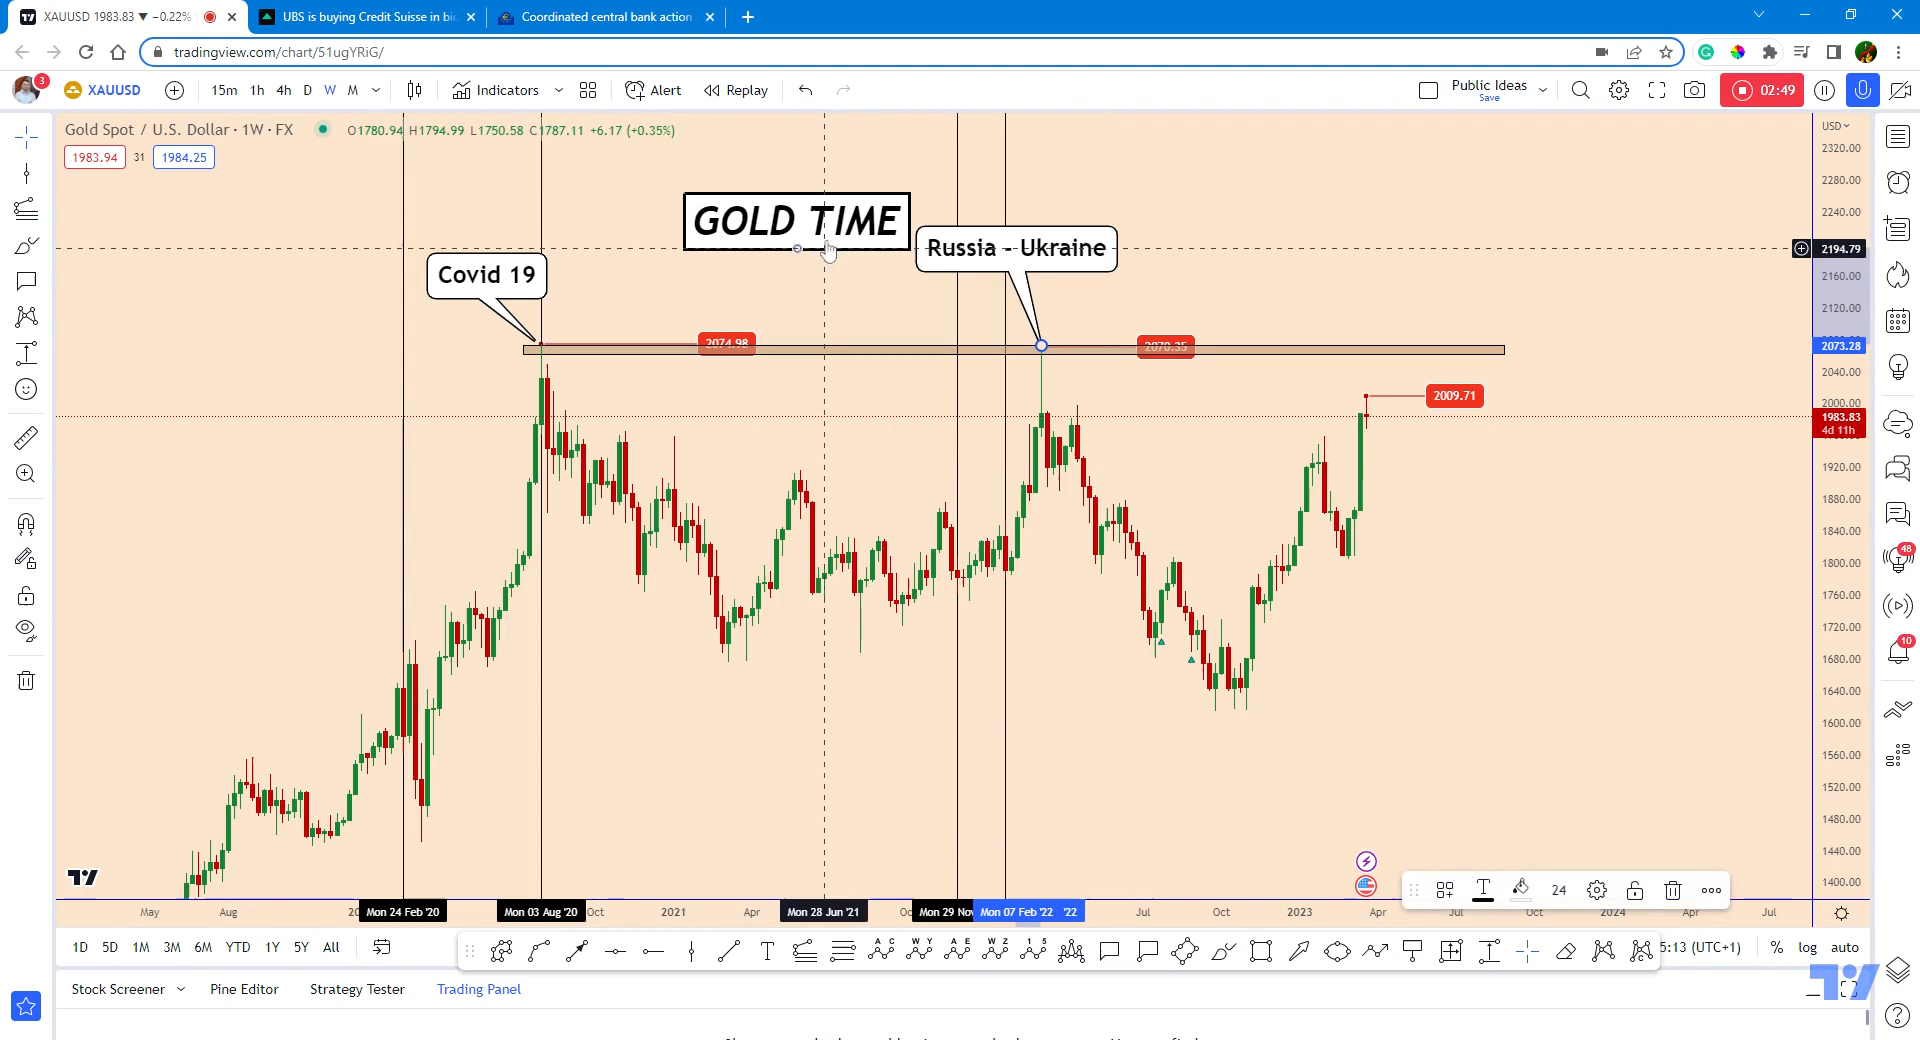 XAUUSD 1983.83 ▼ −0.22%
UBS is buying Credit Suisse in bi
Coordinated central bank action
tradingview.com/chart/51ugYRiG/
3
XAUUSD
15m 1h 4h D W M
Indicators
Alert
Replay
Public Ideas
Save
02:49
Gold Spot / U.S. Dollar · 1W · FX
O1780.94 H1794.99 L1750.58 C1787.11 +6.17 (+0.35%)
1983.94 31 1984.25
USD
2320.00
2280.00
2240.00
2194.79
2160.00
2120.00
2073.28
2040.00
2000.00
1983.83
4d 11h
1920.00
1880.00
1840.00
1800.00
1760.00
1720.00
1680.00
1640.00
1600.00
1560.00
1520.00
1480.00
1440.00
1400.00
GOLD TIME
Russia - Ukraine
Covid 19
2074.98
2070.35
2009.71
48
10
24
May Aug 20 Mon 24 Feb '20 Mon 03 Aug '20 Oct 2021 Apr Mon 28 Jun '21 Oc Mon 29 Nov Mon 07 Feb '22 '22 Jul Oct 2023 Apr Jul Oct 2024 Apr Jul
1D 5D 1M 3M 6M YTD 1Y 5Y All
5:13 (UTC+1) % log auto
Stock Screener Pine Editor Strategy Tester Trading Panel